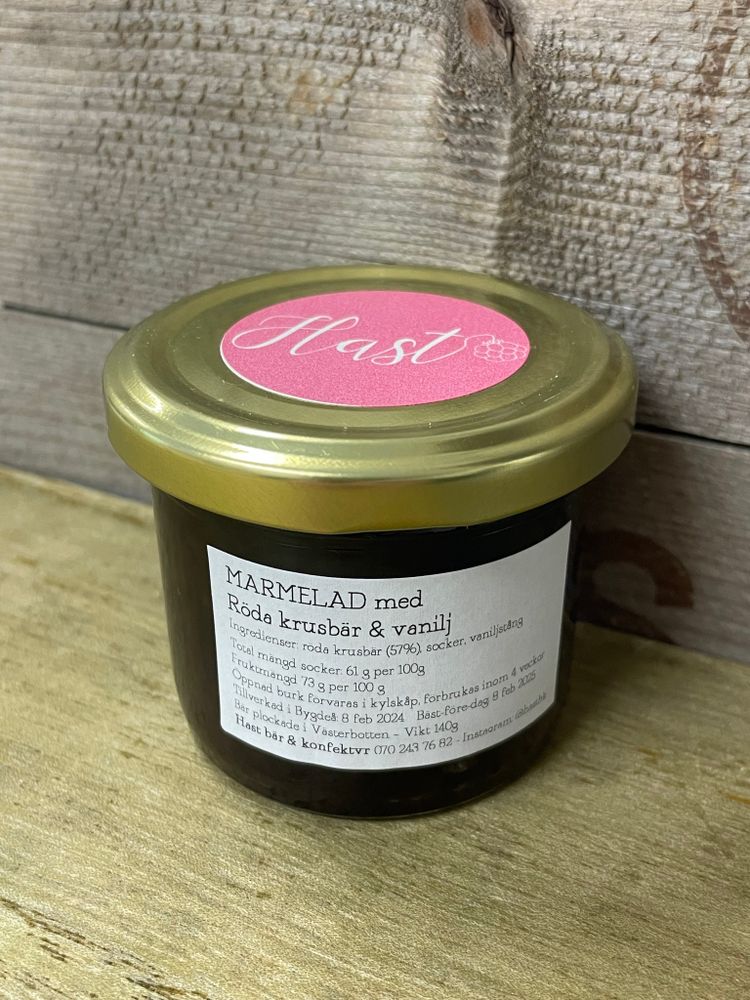 Hast
MARMELAD med
Röda krusbär & vanilj
Ingredienser: röda krusbär (57%), socker, vaniljstång
Total mängd socker: 61 g per 100g
Fruktmängd 73 g per 100 g
Öppnad burk förvaras i kylskåp, förbrukas inom 4 veckor
Tillverkad i Bygdeå: 8 feb 2024 Bäst-före-dag: 8 feb 2025
Bär plockade i Västerbotten - Vikt 140g
Hast bär & konfektyr 070 243 76 82 - Instagram: